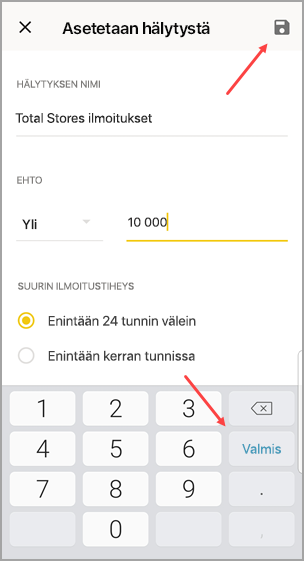 Asetetaan hälytystä
HÄLYTYKSEN NIMI
Total Stores ilmoitukset
EHTO
Yli 10 000
SUURIN ILMOITUSTIHEYS
Enintään 24 tunnin välein
Enintään kerran tunnissa
1 2 3
4 5 6 Valmis
7 8 9 .
0 ,